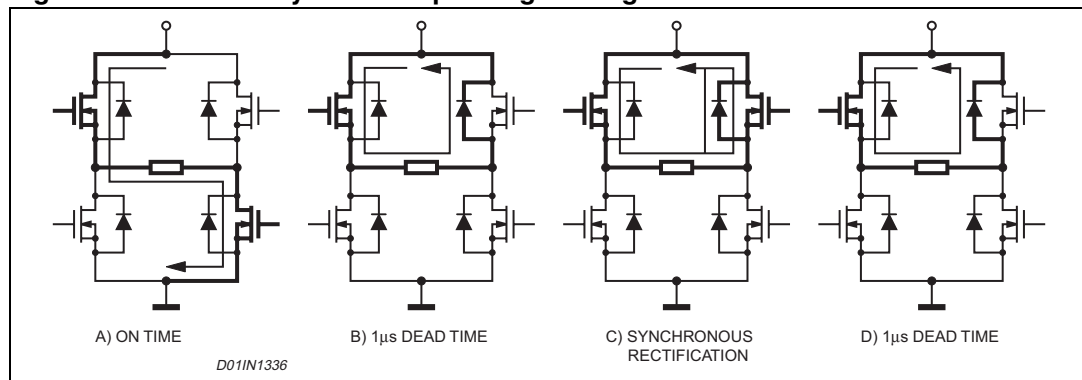 A) ON TIME
B) 1μs DEAD TIME
C) SYNCHRONOUS
RECTIFICATION
D) 1μs DEAD TIME
D01IN1336